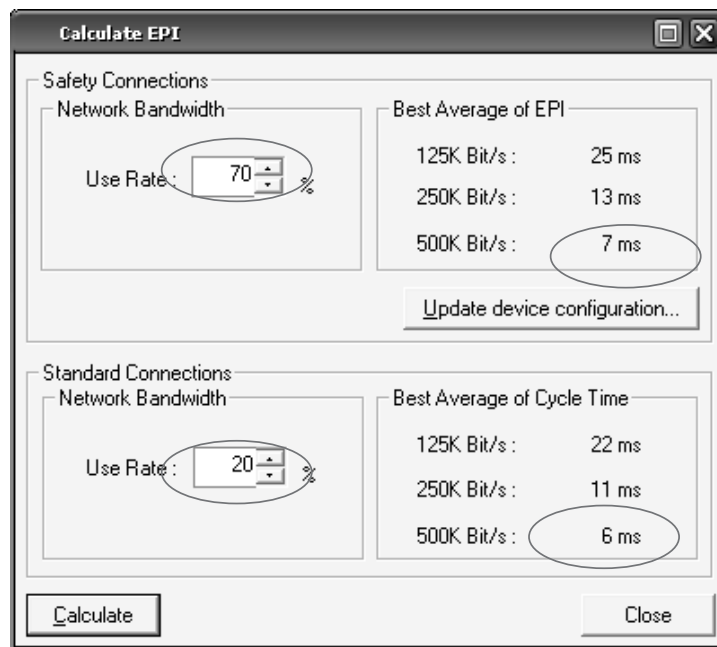 Calculate EPI
Safety Connections
Network Bandwidth
Use Rate : 70 %
Best Average of EPI
125K Bit/s : 25 ms
250K Bit/s : 13 ms
500K Bit/s : 7 ms
Update device configuration...
Standard Connections
Network Bandwidth
Use Rate : 20 %
Best Average of Cycle Time
125K Bit/s : 22 ms
250K Bit/s : 11 ms
500K Bit/s : 6 ms
Calculate
Close